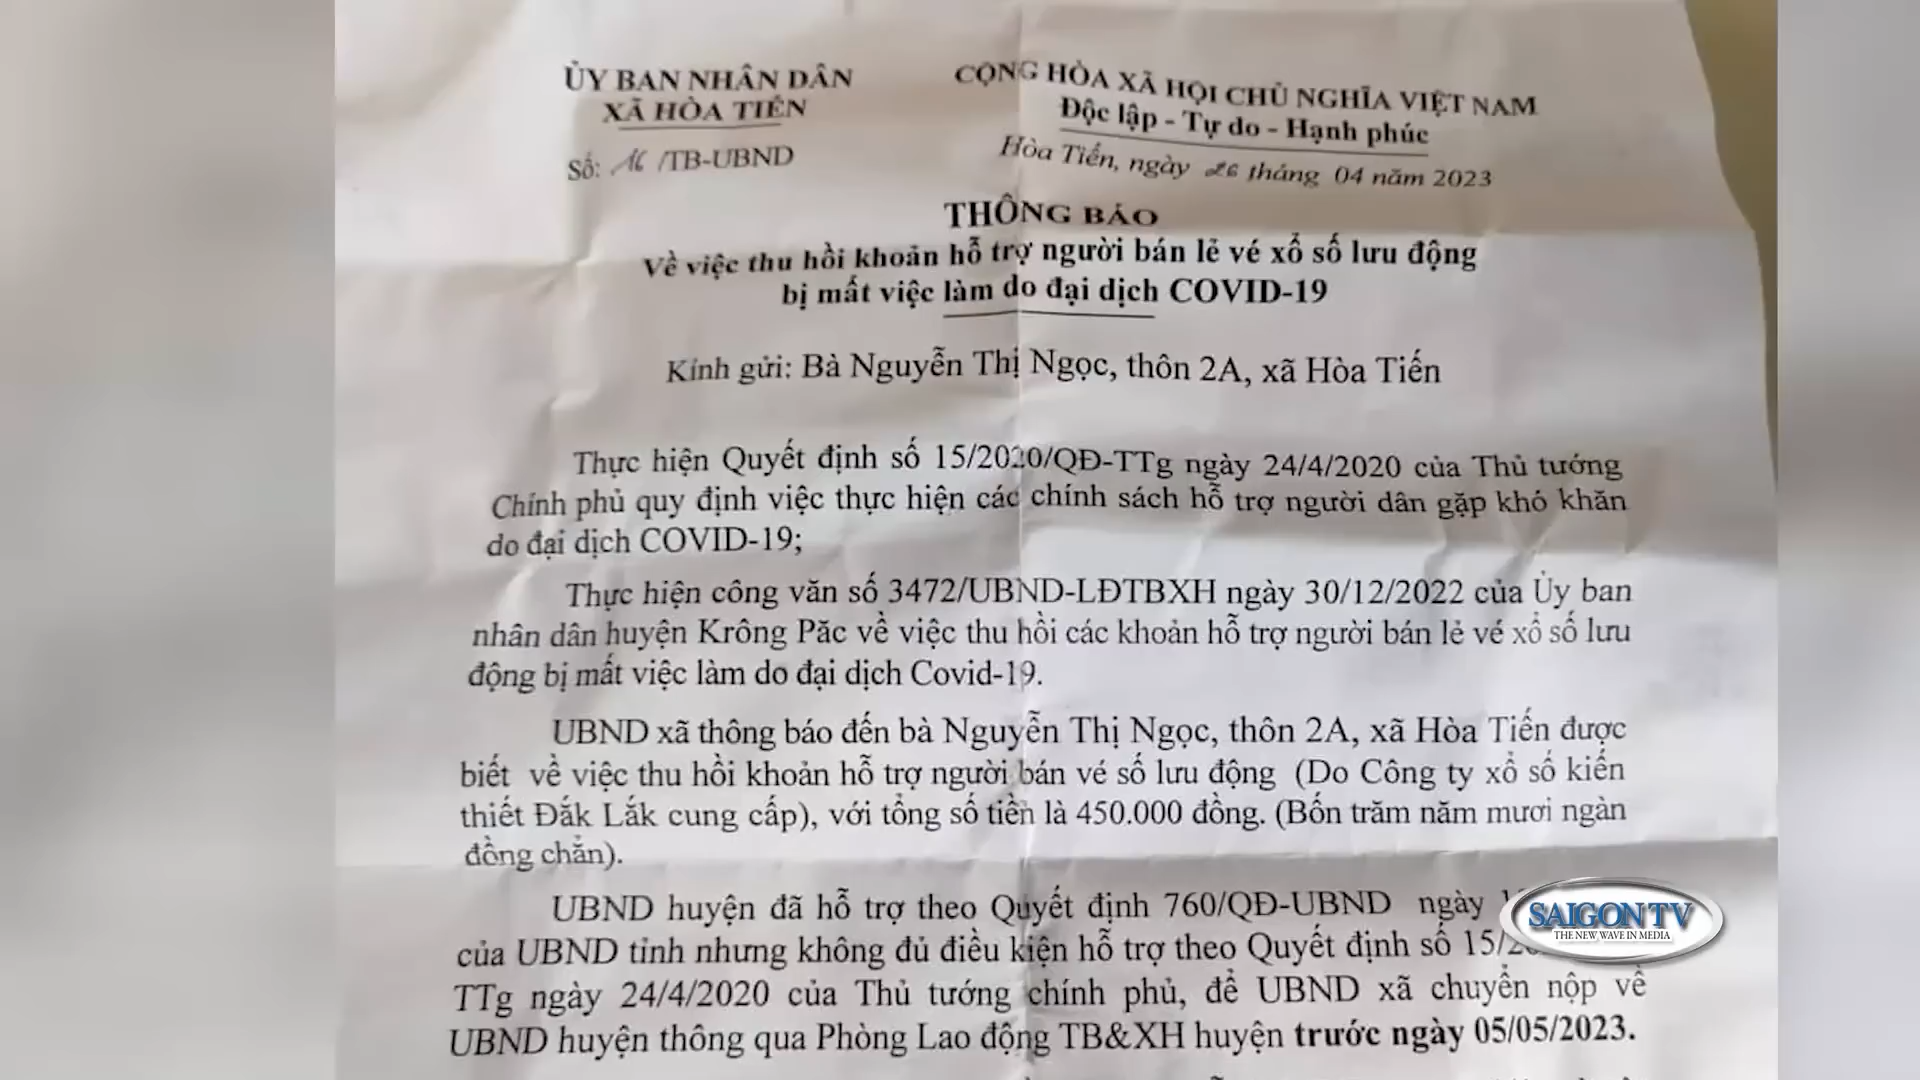 ỦY BAN NHÂN DÂN
XÃ HÒA TIẾN
Số: 16 /TB-UBND
CỘNG HÒA XÃ HỘI CHỦ NGHĨA VIỆT NAM
Độc lập - Tự do - Hạnh phúc
Hòa Tiến, ngày 26 tháng 04 năm 2023
THÔNG BÁO
Về việc thu hồi khoản hỗ trợ người bán lẻ vé xổ số lưu động
bị mất việc làm do đại dịch COVID-19
Kính gửi: Bà Nguyễn Thị Ngọc, thôn 2A, xã Hòa Tiến
Thực hiện Quyết định số 15/2020/QĐ-TTg ngày 24/4/2020 của Thủ tướng
Chính phủ quy định việc thực hiện các chính sách hỗ trợ người dân gặp khó khăn
do đại dịch COVID-19;
Thực hiện công văn số 3472/UBND-LĐTBXH ngày 30/12/2022 của Ủy ban
nhân dân huyện Krông Păc về việc thu hồi các khoản hỗ trợ người bán lẻ vé xổ số lưu
động bị mất việc làm do đại dịch Covid-19.
UBND xã thông báo đến bà Nguyễn Thị Ngọc, thôn 2A, xã Hòa Tiến được
biết về việc thu hồi khoản hỗ trợ người bán vé số lưu động (Do Công ty xổ số kiến
thiết Đắk Lắk cung cấp), với tổng số tiền là 450.000 đồng. (Bốn trăm năm mươi ngàn
đồng chẵn).
UBND huyện đã hỗ trợ theo Quyết định 760/QĐ-UBND ngày
của UBND tỉnh nhưng không đủ điều kiện hỗ trợ theo Quyết định số 15/
TTg ngày 24/4/2020 của Thủ tướng chính phủ, để UBND xã chuyển nộp về
UBND huyện thông qua Phòng Lao động TB&XH huyện trước ngày 05/05/2023.
SAIGON TV
THE NEW WAVE IN MEDIA